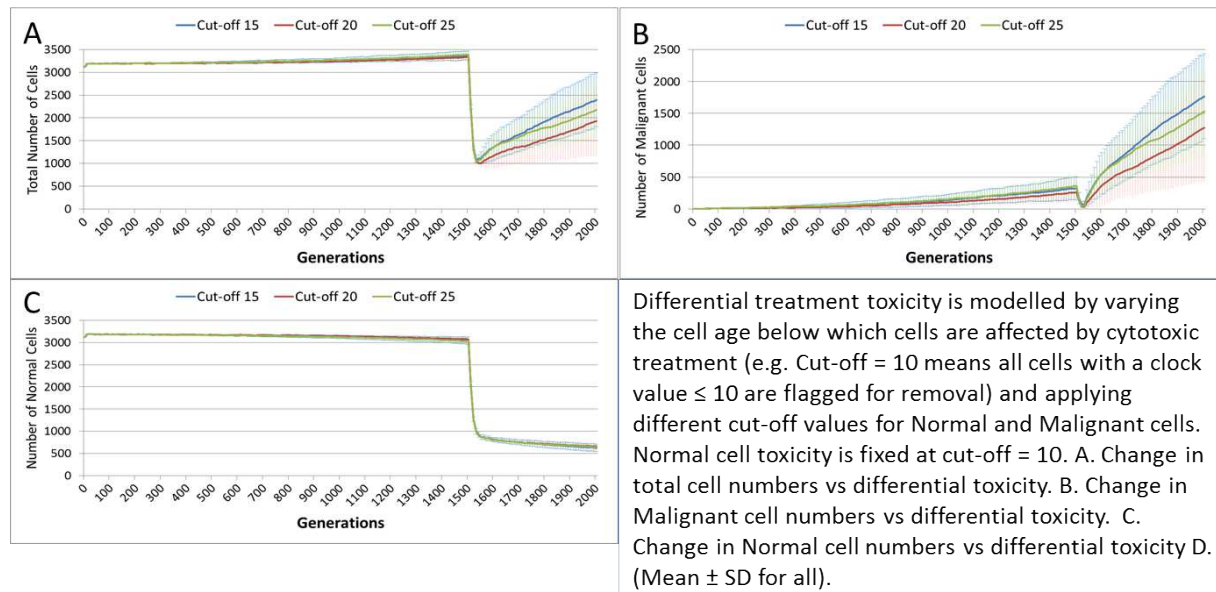 A
Cut-off 15 Cut-off 20 Cut-off 25
Total Number of Cells
3500
3000
2500
2000
1500
1000
500
0
0 100 200 300 400 500 600 700 800 900 1000 1100 1200 1300 1400 1500 1600 1700 1800 1900 2000
Generations
B
Cut-off 15 Cut-off 20 Cut-off 25
Number of Malignant Cells
2500
2000
1500
1000
500
0
0 100 200 300 400 500 600 700 800 900 1000 1100 1200 1300 1400 1500 1600 1700 1800 1900 2000
Generations
C
Cut-off 15 Cut-off 20 Cut-off 25
Number of Normal Cells
3500
3000
2500
2000
1500
1000
500
0
0 100 200 300 400 500 600 700 800 900 1000 1100 1200 1300 1400 1500 1600 1700 1800 1900 2000
Generations
Differential treatment toxicity is modelled by varying
the cell age below which cells are affected by cytotoxic
treatment (e.g. Cut-off = 10 means all cells with a clock
value ≤ 10 are flagged for removal) and applying
different cut-off values for Normal and Malignant cells.
Normal cell toxicity is fixed at cut-off = 10. A. Change in
total cell numbers vs differential toxicity. B. Change in
Malignant cell numbers vs differential toxicity. C.
Change in Normal cell numbers vs differential toxicity D.
(Mean ± SD for all).